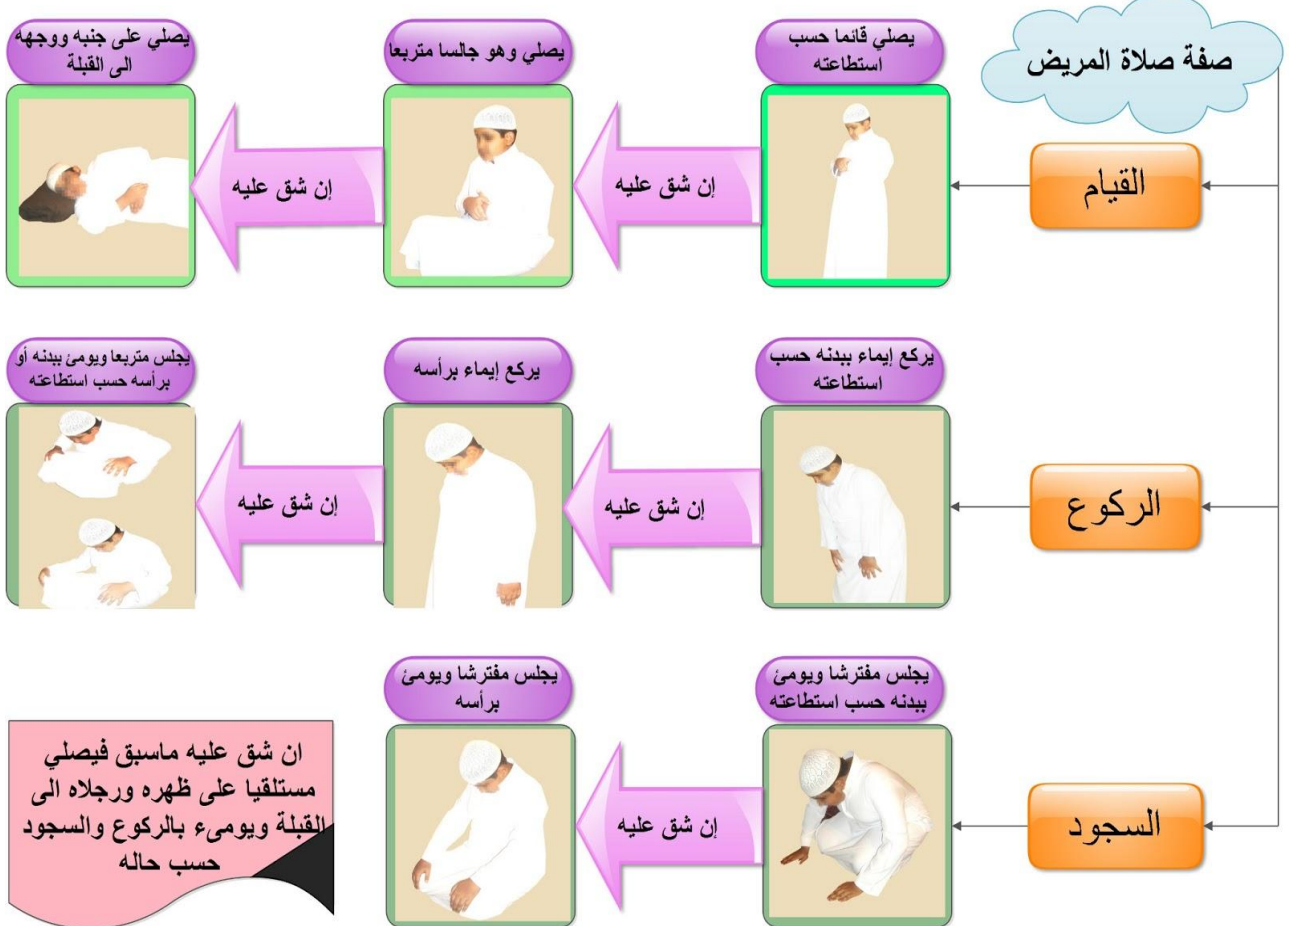 صفة صلاة المريض
القيام
يصلي قائما حسب
استطاعته
إن شق عليه
يصلي وهو جالسا متربعا
إن شق عليه
يصلي على جنبه ووجهه
الى القبلة
الركوع
يركع إيماء ببدنه حسب
استطاعته
إن شق عليه
يركع إيماء برأسه
إن شق عليه
يجلس متربعا ويومئ ببدنه أو
برأسه حسب استطاعته
السجود
يجلس مفترشا ويومئ
ببدنه حسب استطاعته
إن شق عليه
يجلس مفترشا ويومئ
برأسه
ان شق عليه ماسبق فيصلي
مستلقيا على ظهره ورجلاه الى
القبلة ويومىء بالركوع والسجود
حسب حاله